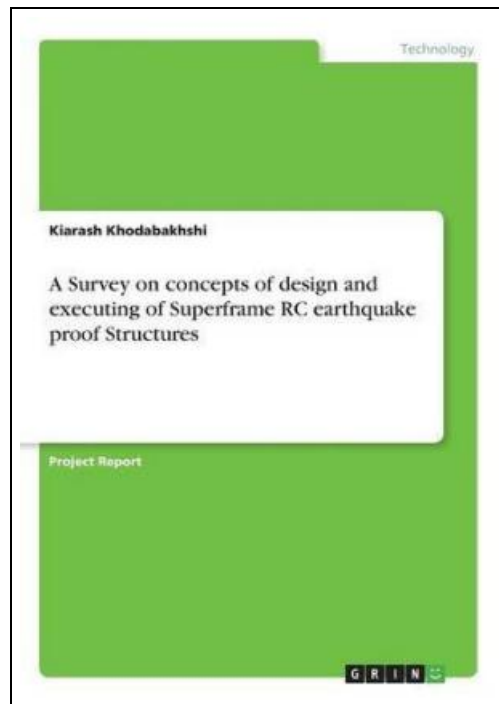 Technology
Kiarash Khodabakhshi
A Survey on concepts of design and
executing of Superframe RC earthquake
proof Structures
Project Report
GRIN